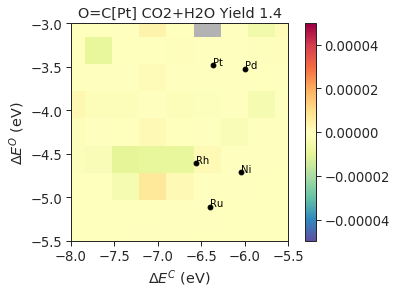 O=C[Pt] CO2+H2O Yield 1.4
−3.0
−3.5
−4.0
−4.5
−5.0
−5.5
ΔE^O (eV)
Pt
Pd
Rh
Ni
Ru
−8.0 −7.5 −7.0 −6.5 −6.0 −5.5
ΔE^C (eV)
0.00004
0.00002
0.00000
−0.00002
−0.00004